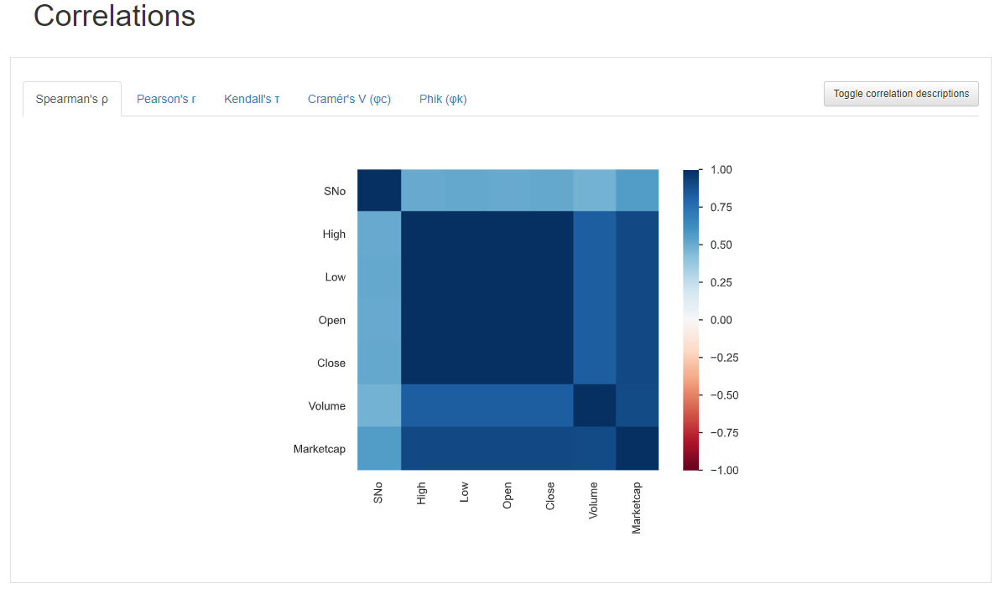 Correlations
Spearman's ρ Pearson's r Kendall's τ Cramér's V (φc) Phik (φk) Toggle correlation descriptions
SNo
High
Low
Open
Close
Volume
Marketcap
SNo High Low Open Close Volume Marketcap
1.00
0.75
0.50
0.25
0.00
−0.25
−0.50
−0.75
−1.00